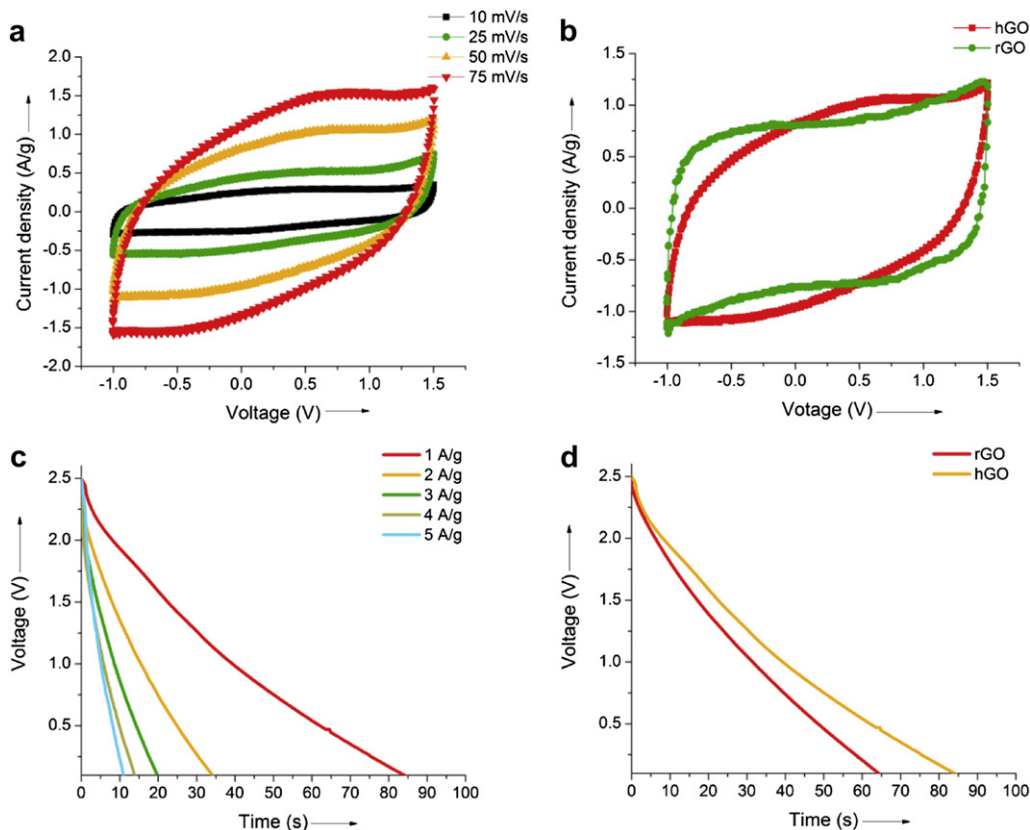 a
10 mV/s
25 mV/s
50 mV/s
75 mV/s
Current density (A/g)
2.0
1.5
1.0
0.5
0.0
-0.5
-1.0
-1.5
-2.0
-1.0 -0.5 0.0 0.5 1.0 1.5
Voltage (V)
b
hGO
rGO
Current density (A/g)
1.5
1.0
0.5
0.0
-0.5
-1.0
-1.5
-1.0 -0.5 0.0 0.5 1.0 1.5
Votage (V)
c
1 A/g
2 A/g
3 A/g
4 A/g
5 A/g
Voltage (V)
2.5
2.0
1.5
1.0
0.5
0 10 20 30 40 50 60 70 80 90 100
Time (s)
d
rGO
hGO
Voltage (V)
2.5
2.0
1.5
1.0
0.5
0 10 20 30 40 50 60 70 80 90 100
Time (s)